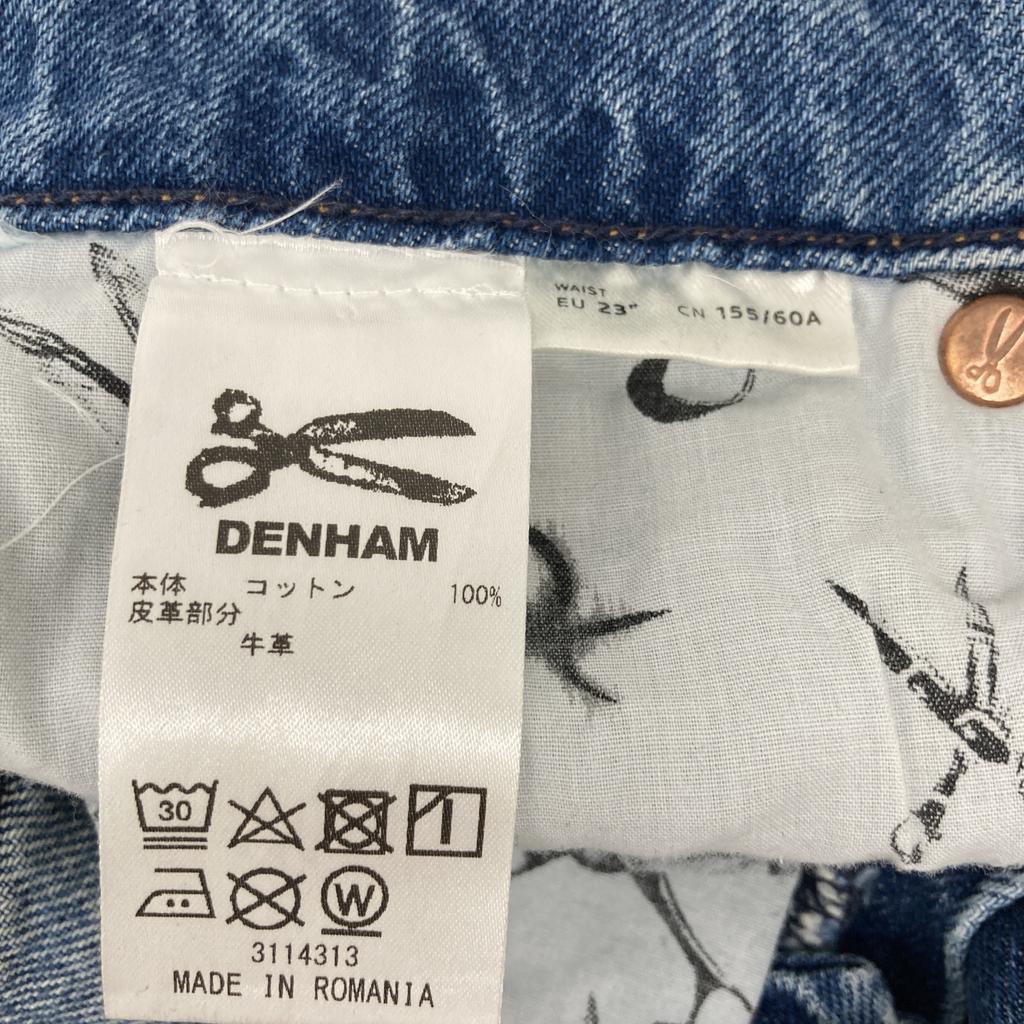 WAIST
EU 23" CN 155/60A
DENHAM
本体 コットン 100%
皮革部分
牛革
30
W
3114313
MADE IN ROMANIA